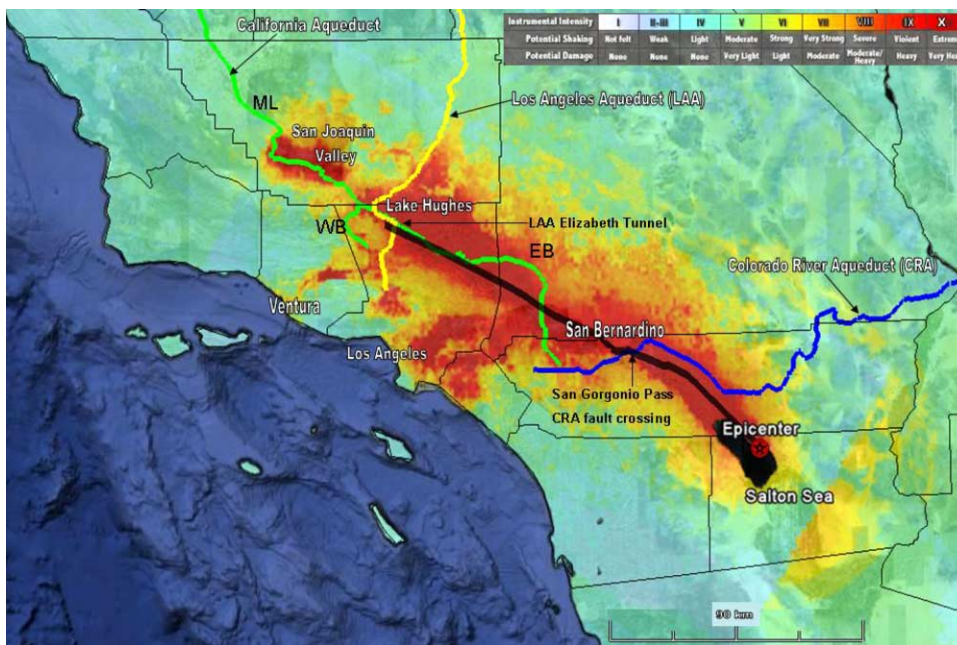 California Aqueduct
Instrumental Intensity I II-III IV V VI VII VIII IX X
Potential Shaking Not felt Weak Light Moderate Strong Very Strong Severe Violent Extrem
Potential Damage None None None Very Light Light Moderate Moderate/ Heavy Heavy Very He
ML
Los Angeles Aqueduct (LAA)
San Joaquin
Valley
Lake Hughes
LAA Elizabeth Tunnel
WB
EB
Colorado River Aqueduct (CRA)
Ventura
San Bernardino
Los Angeles
San Gorgonio Pass
CRA fault crossing
Epicenter
Salton Sea
90 km